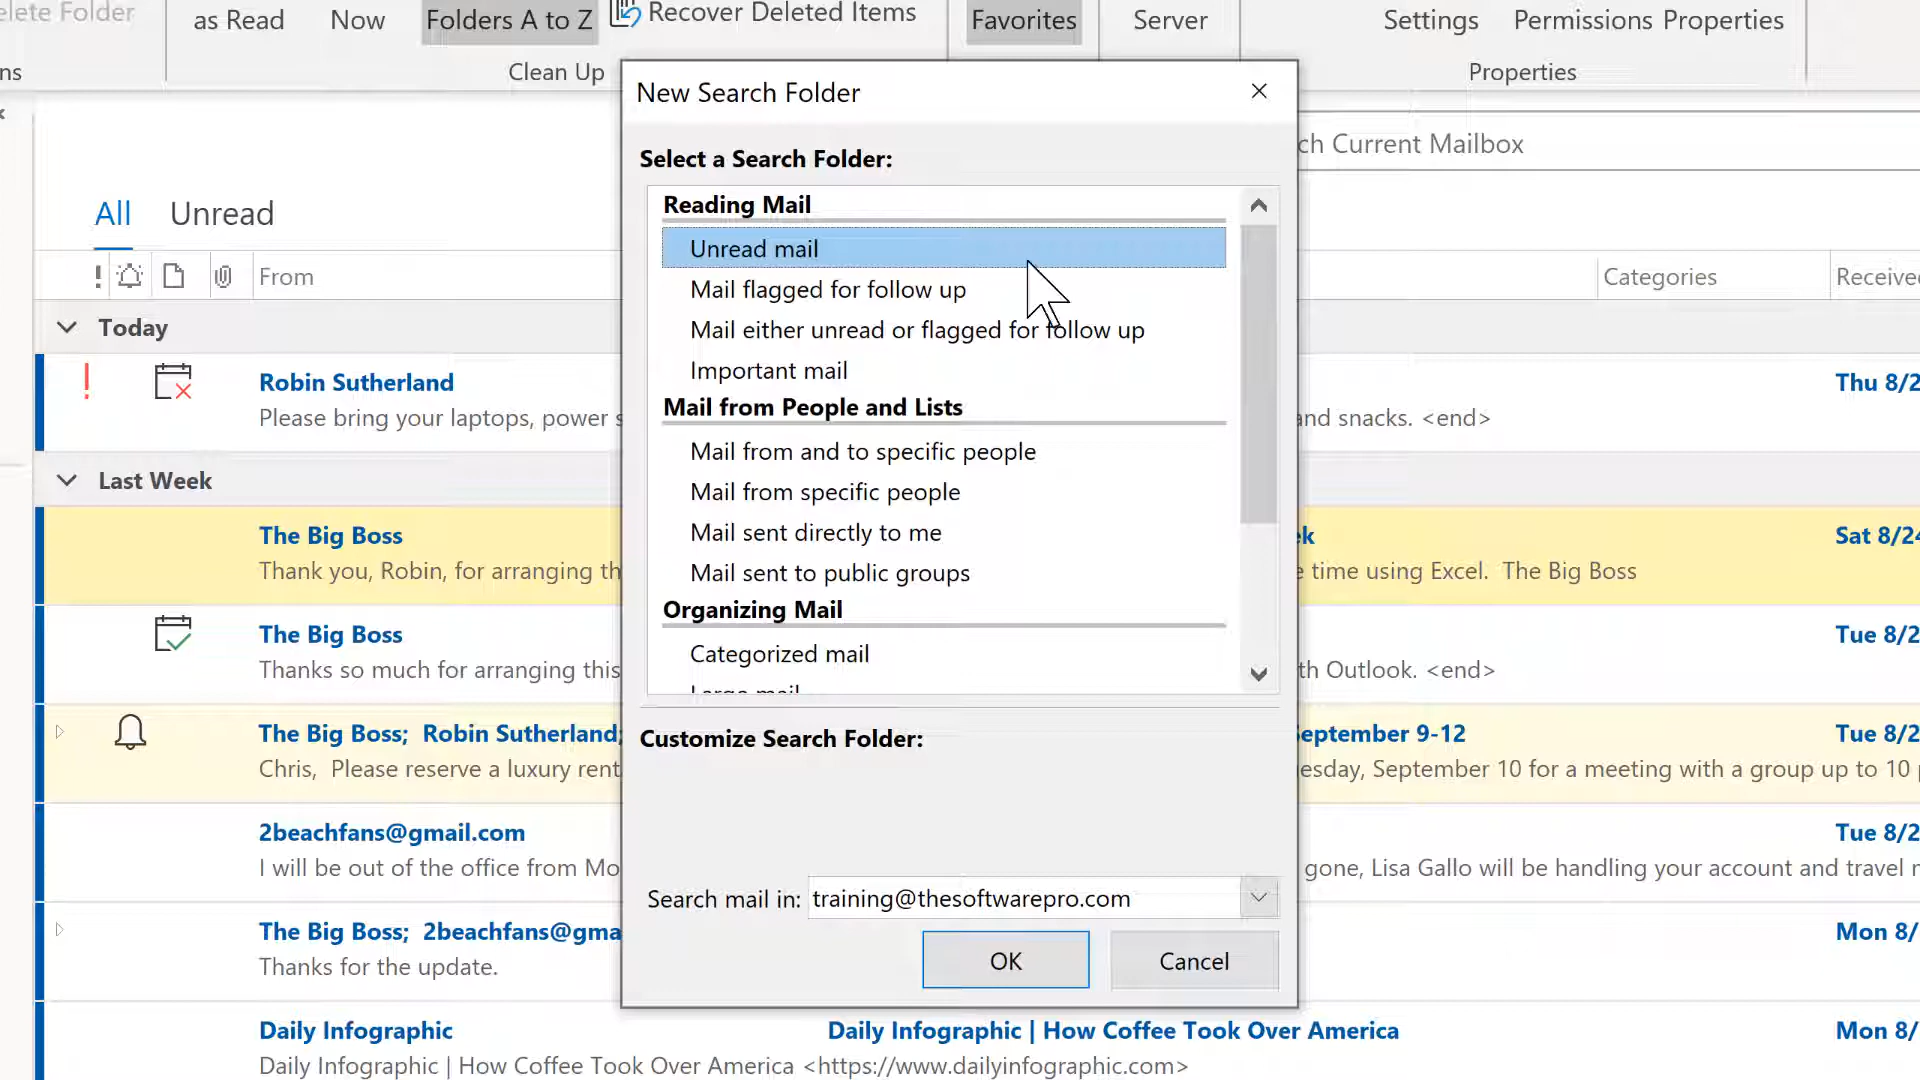 elete Folder
as Read
Now
Folders A to Z
Recover Deleted Items
Favorites
Server
Settings
Permissions
Properties
ns
Clean Up
Properties
New Search Folder
ch Current Mailbox
Select a Search Folder:
All
Unread
Reading Mail
Unread mail
Mail flagged for follow up
Mail either unread or flagged for follow up
Important mail
Mail from People and Lists
Mail from and to specific people
Mail from specific people
Mail sent directly to me
Mail sent to public groups
Organizing Mail
Categorized mail
Large mail
Customize Search Folder:
Search mail in: training@thesoftwarepro.com
OK
Cancel
! From
Categories
Receive
Today
! Robin Sutherland
Thu 8/2
Please bring your laptops, power s
and snacks. <end>
Last Week
The Big Boss
ek
Sat 8/24
Thank you, Robin, for arranging th
e time using Excel. The Big Boss
The Big Boss
Tue 8/2
Thanks so much for arranging this
th Outlook. <end>
The Big Boss; Robin Sutherland;
September 9-12
Tue 8/2
Chris, Please reserve a luxury rent
esday, September 10 for a meeting with a group up to 10 p
2beachfans@gmail.com
Tue 8/2
I will be out of the office from Mo
gone, Lisa Gallo will be handling your account and travel r
The Big Boss; 2beachfans@gma
Mon 8/
Thanks for the update.
Daily Infographic
Daily Infographic | How Coffee Took Over America
Mon 8/
Daily Infographic | How Coffee Took Over America <https://www.dailyinfographic.com>